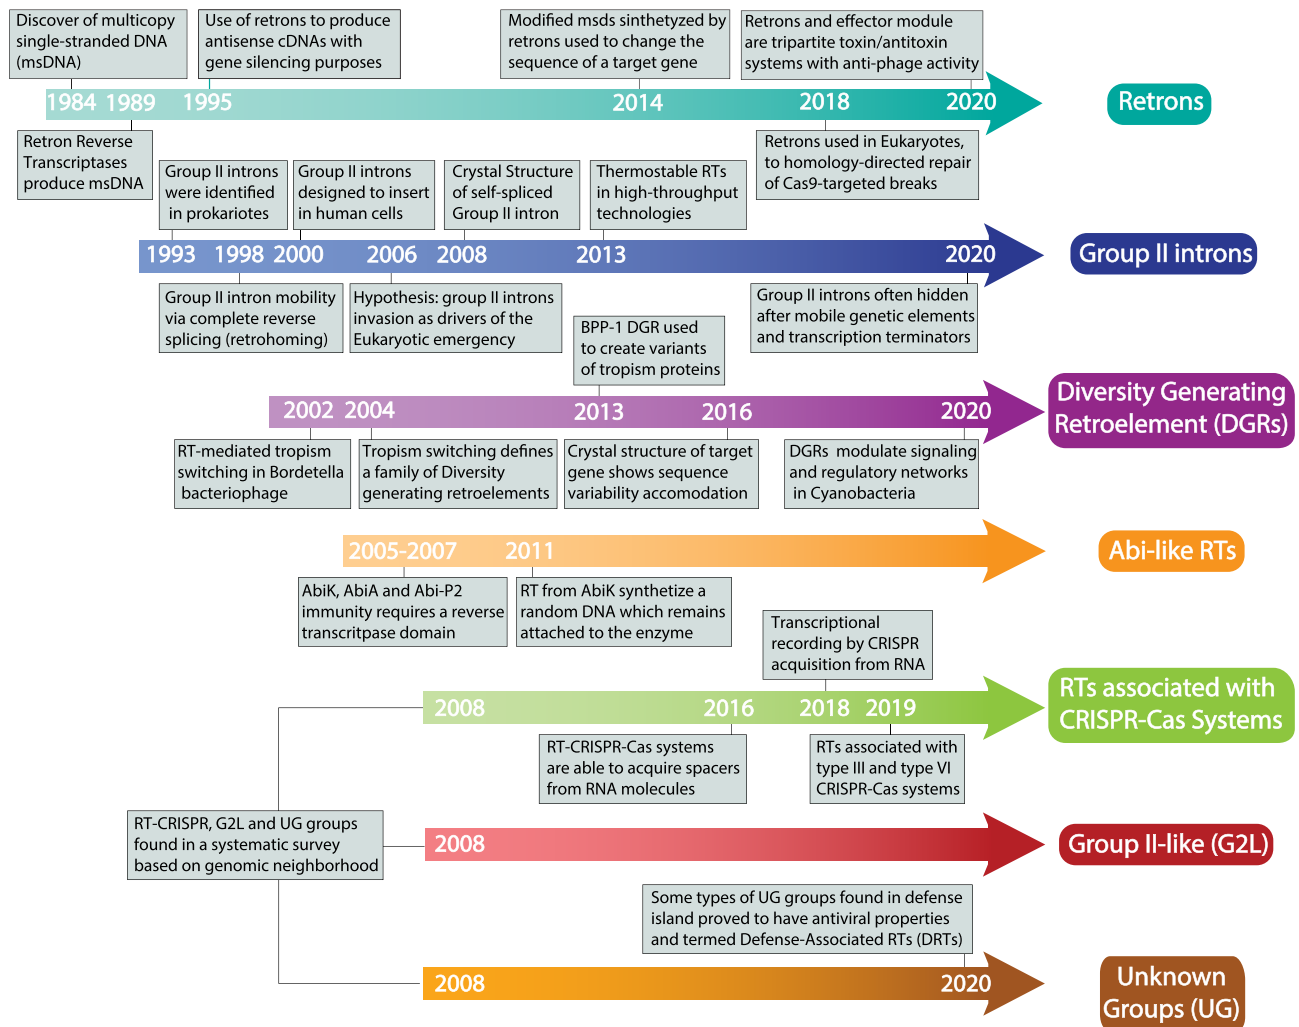 Discover of multicopy
single-stranded DNA
(msDNA)
Use of retrons to produce
antisense cDNAs with
gene silencing purposes
Modified msds sinthetyzed by
retrons used to change the
sequence of a target gene
Retrons and effector module
are tripartite toxin/antitoxin
systems with anti-phage activity
1984 1989 1995 2014 2018 2020
Retrons
Retron Reverse
Transcriptases
produce msDNA
Retrons used in Eukaryotes,
to homology-directed repair
of Cas9-targeted breaks
Group II introns
were identified
in prokariotes
Group II introns
designed to insert
in human cells
Crystal Structure
of self-spliced
Group II intron
Thermostable RTs
in high-throughput
technologies
1993 1998 2000 2006 2008 2013 2020
Group II introns
Group II intron mobility
via complete reverse
splicing (retrohoming)
Hypothesis: group II introns
invasion as drivers of the
Eukaryotic emergency
Group II introns often hidden
after mobile genetic elements
and transcription terminators
BPP-1 DGR used
to create variants
of tropism proteins
2002 2004 2013 2016 2020
Diversity Generating
Retroelement (DGRs)
RT-mediated tropism
switching in Bordetella
bacteriophage
Tropism switching defines
a family of Diversity
generating retroelements
Crystal structure of target
gene shows sequence
variability accomodation
DGRs modulate signaling
and regulatory networks
in Cyanobacteria
2005-2007 2011
Abi-like RTs
AbiK, AbiA and Abi-P2
immunity requires a reverse
transcritpase domain
RT from AbiK synthetize a
random DNA which remains
attached to the enzyme
Transcriptional
recording by CRISPR
acquisition from RNA
2008 2016 2018 2019
RTs associated with
CRISPR-Cas Systems
RT-CRISPR-Cas systems
are able to acquire spacers
from RNA molecules
RTs associated with
type III and type VI
CRISPR-Cas systems
RT-CRISPR, G2L and UG groups
found in a systematic survey
based on genomic neighborhood
2008
Group II-like (G2L)
Some types of UG groups found in defense
island proved to have antiviral properties
and termed Defense-Associated RTs (DRTs)
2008 2020
Unknown
Groups (UG)